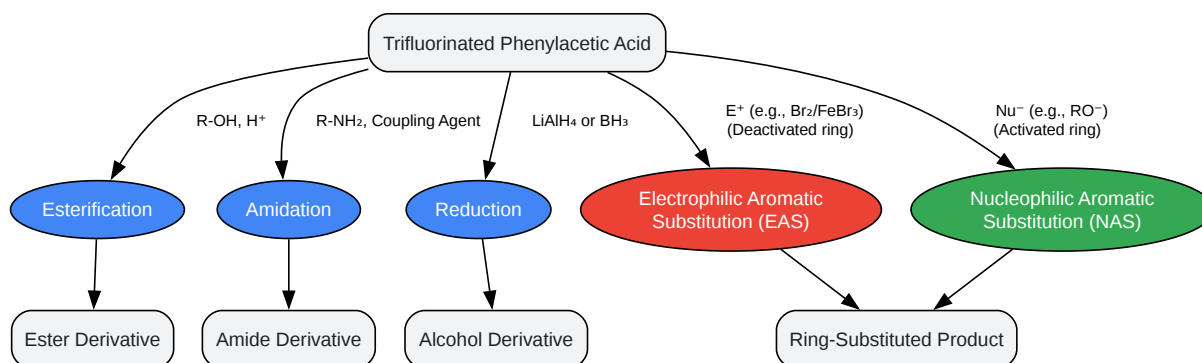 Trifluorinated Phenylacetic Acid
R-OH, H⁺
R-NH₂, Coupling Agent
LiAlH₄ or BH₃
E⁺ (e.g., Br₂/FeBr₃)
(Deactivated ring)
Nu⁻ (e.g., RO⁻)
(Activated ring)
Esterification
Amidation
Reduction
Electrophilic Aromatic
Substitution (EAS)
Nucleophilic Aromatic
Substitution (NAS)
Ester Derivative
Amide Derivative
Alcohol Derivative
Ring-Substituted Product